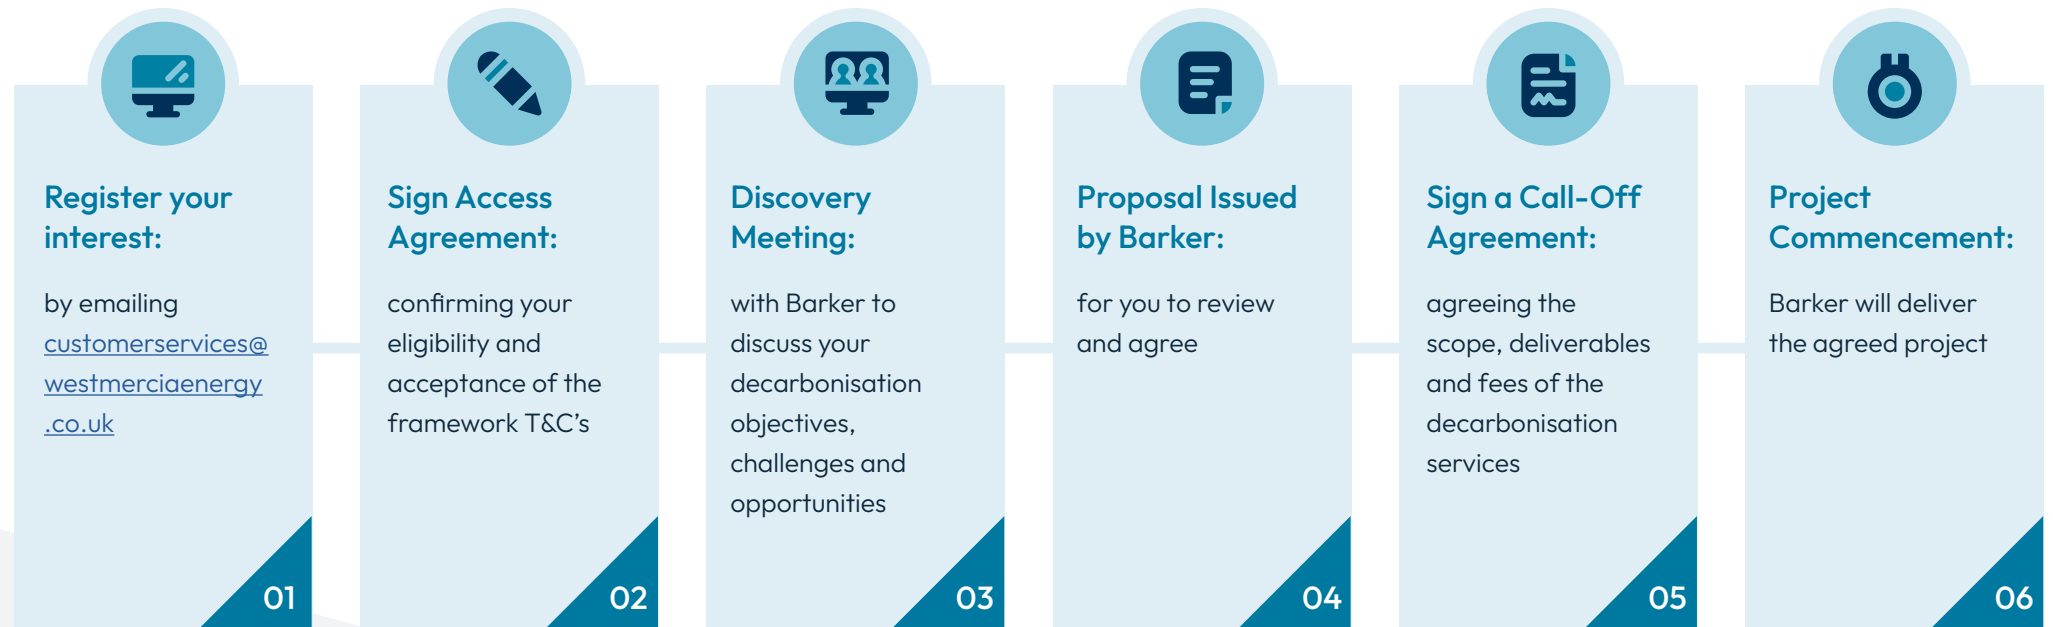 Register your
interest:
by emailing
customerservices@
westmerciaenergy
.co.uk
01
Sign Access
Agreement:
confirming your
eligibility and
acceptance of the
framework T&C’s
02
Discovery
Meeting:
with Barker to
discuss your
decarbonisation
objectives,
challenges and
opportunities
03
Proposal Issued
by Barker:
for you to review
and agree
04
Sign a Call-Off
Agreement:
agreeing the
scope, deliverables
and fees of the
decarbonisation
services
05
Project
Commencement:
Barker will deliver
the agreed project
06